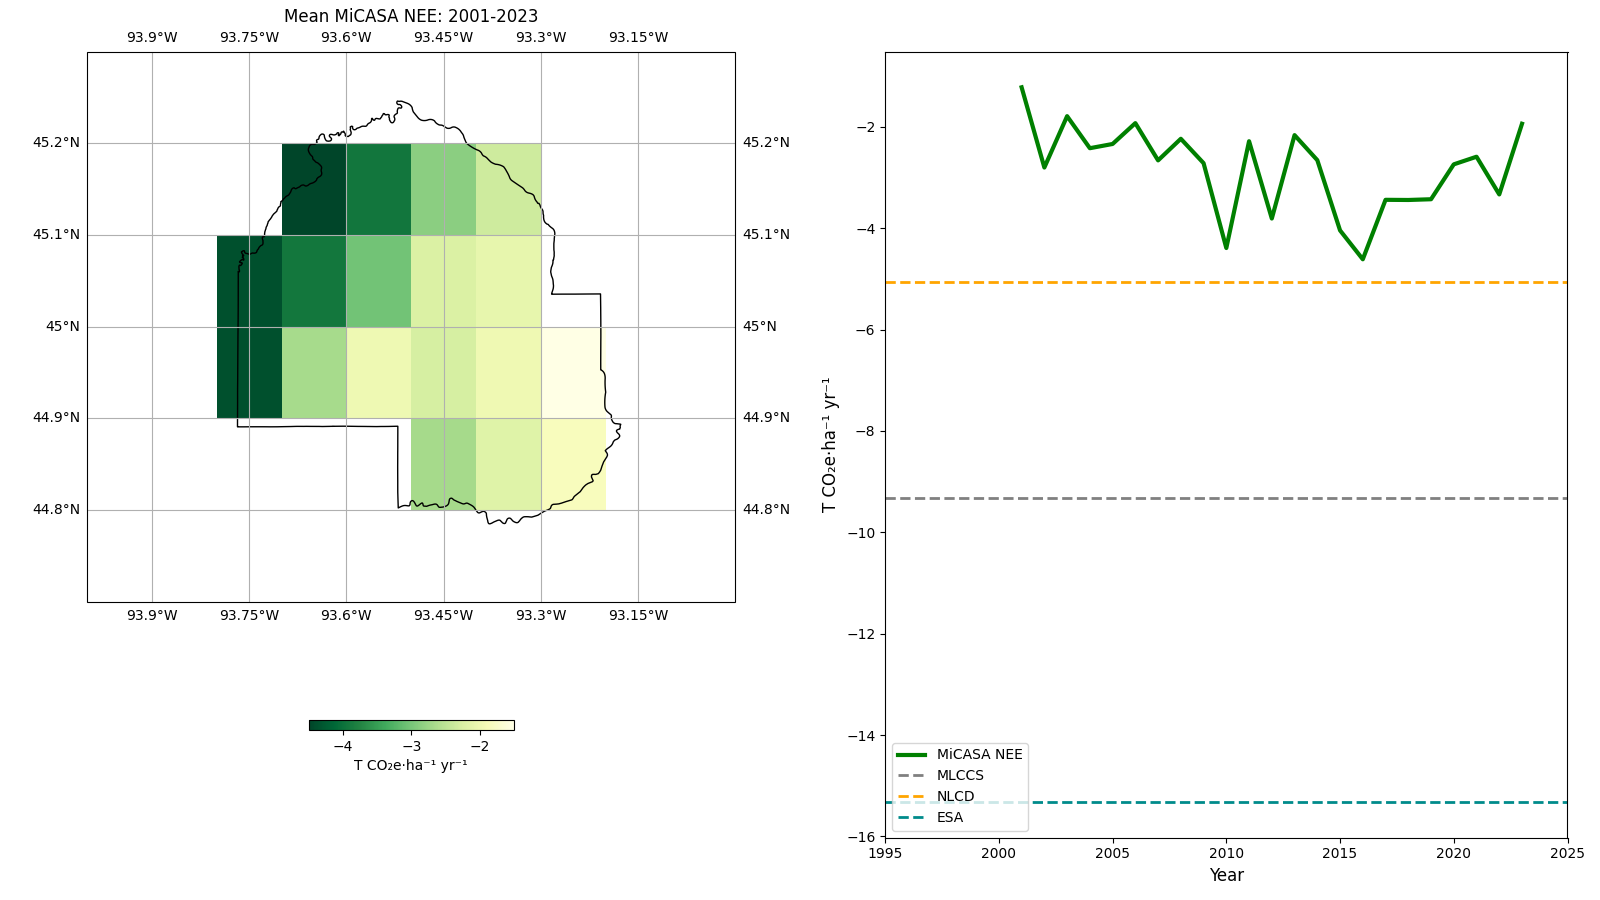 Mean MiCASA NEE: 2001-2023
93.9°W 93.75°W 93.6°W 93.45°W 93.3°W 93.15°W
45.2°N 45.2°N
45.1°N 45.1°N
45°N 45°N
44.9°N 44.9°N
44.8°N 44.8°N
93.9°W 93.75°W 93.6°W 93.45°W 93.3°W 93.15°W
−4 −3 −2
T CO₂e·ha⁻¹ yr⁻¹
T CO₂e·ha⁻¹ yr⁻¹
−2
−4
−6
−8
−10
−12
−14
−16
MiCASA NEE
MLCCS
NLCD
ESA
1995 2000 2005 2010 2015 2020 2025
Year